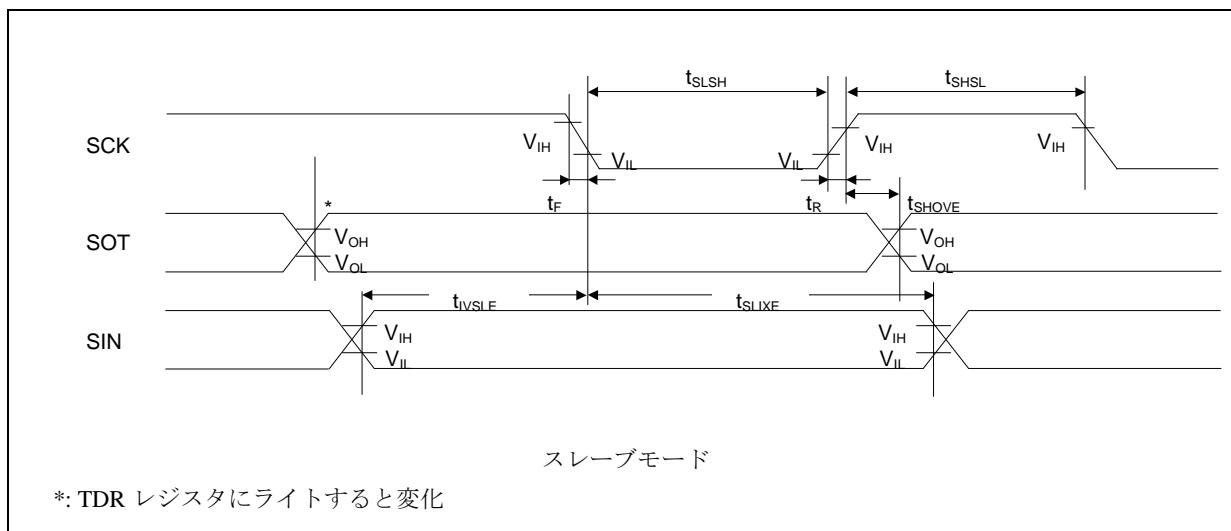 tSLSH tSHSL
SCK VIH VIL VIL VIH VIH
tF tR tSHOVE
*
SOT VOH VOL VOH VOL
tIVSLE tSLIXE
SIN VIH VIL VIH VIL
スレーブモード
*: TDR レジスタにライトすると変化